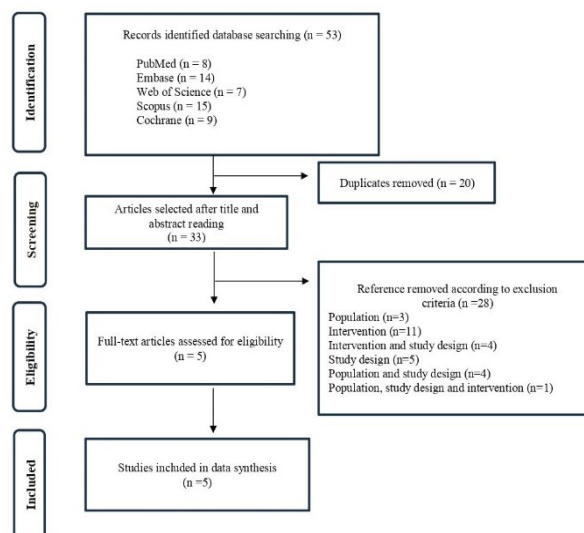 Identification
Records identified database searching (n = 53)
PubMed (n = 8)
Embase (n = 14)
Web of Science (n = 7)
Scopus (n = 15)
Cochrane (n = 9)
Duplicates removed (n = 20)
Screening
Articles selected after title and
abstract reading
(n = 33)
Reference removed according to exclusion
criteria (n =28)
Population (n=3)
Intervention (n=11)
Intervention and study design (n=4)
Study design (n=5)
Population and study design (n=4)
Population, study design and intervention (n=1)
Eligibility
Full-text articles assessed for eligibility
(n = 5)
Included
Studies included in data synthesis
(n =5)